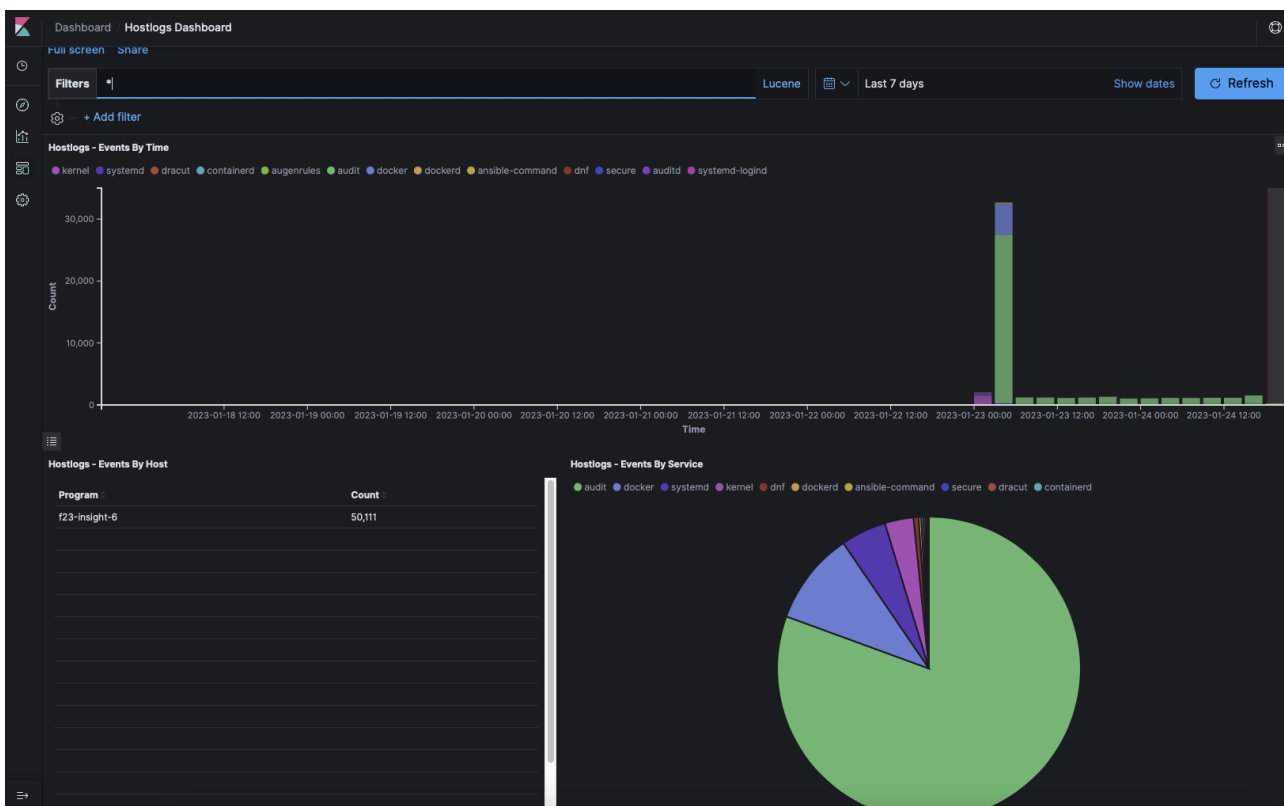 Dashboard Hostlogs Dashboard
Full screen Share
Filters * Lucene Last 7 days Show dates Refresh
+ Add filter
Hostlogs - Events By Time
kernel systemd dracut containerd augenrules audit docker dockerd ansible-command dnf secure auditd systemd-logind
30,000
20,000
10,000
0
Count
2023-01-18 12:00 2023-01-19 00:00 2023-01-19 12:00 2023-01-20 00:00 2023-01-20 12:00 2023-01-21 00:00 2023-01-21 12:00 2023-01-22 00:00 2023-01-22 12:00 2023-01-23 00:00 2023-01-23 12:00 2023-01-24 00:00 2023-01-24 12:00
Time
Hostlogs - Events By Host
Program Count
f23-insight-6 50,111
Hostlogs - Events By Service
audit docker systemd kernel dnf dockerd ansible-command secure dracut containerd